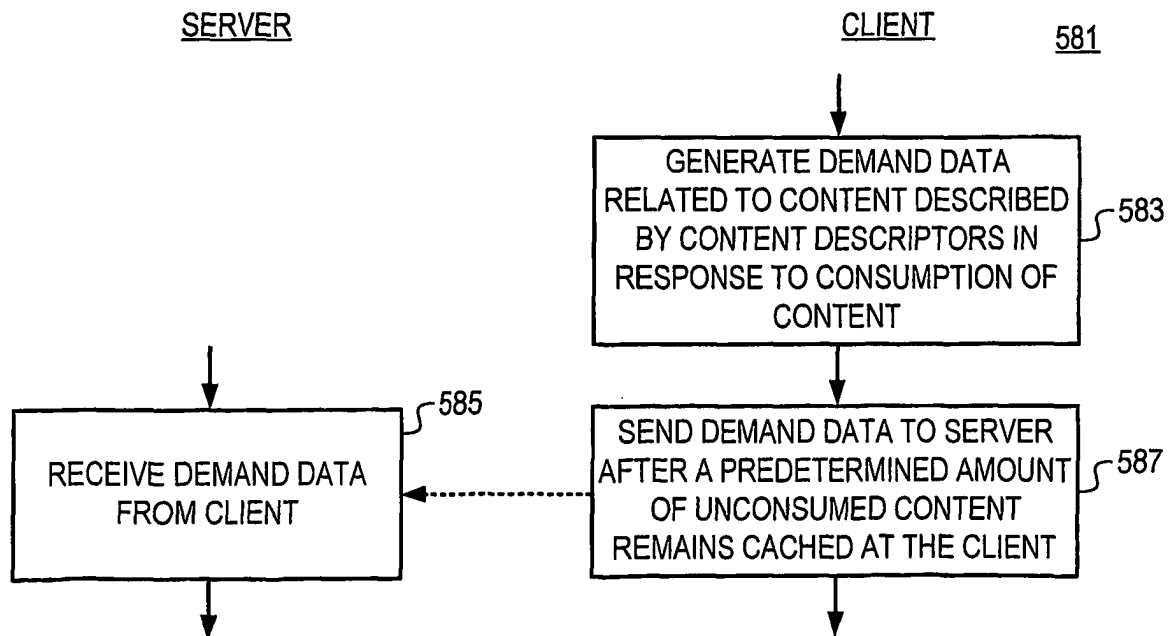 SERVER
CLIENT
581
GENERATE DEMAND DATA
RELATED TO CONTENT DESCRIBED
BY CONTENT DESCRIPTORS IN
RESPONSE TO CONSUMPTION OF
CONTENT
583
585
RECEIVE DEMAND DATA
FROM CLIENT
SEND DEMAND DATA TO SERVER
AFTER A PREDETERMINED AMOUNT
OF UNCONSUMED CONTENT
REMAINS CACHED AT THE CLIENT
587